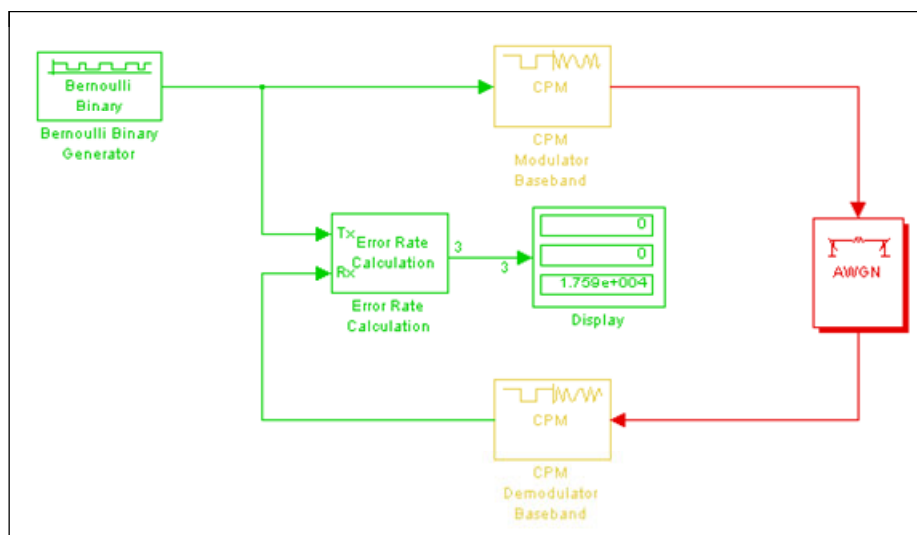 Bernoulli
Binary
Bernoulli Binary
Generator
CPM
CPM
Modulator
Baseband
Tx
Rx
Error Rate
Calculation
Error Rate
Calculation
3
3
0
0
1.759e+004
Display
AWGN
CPM
CPM
Demodulator
Baseband